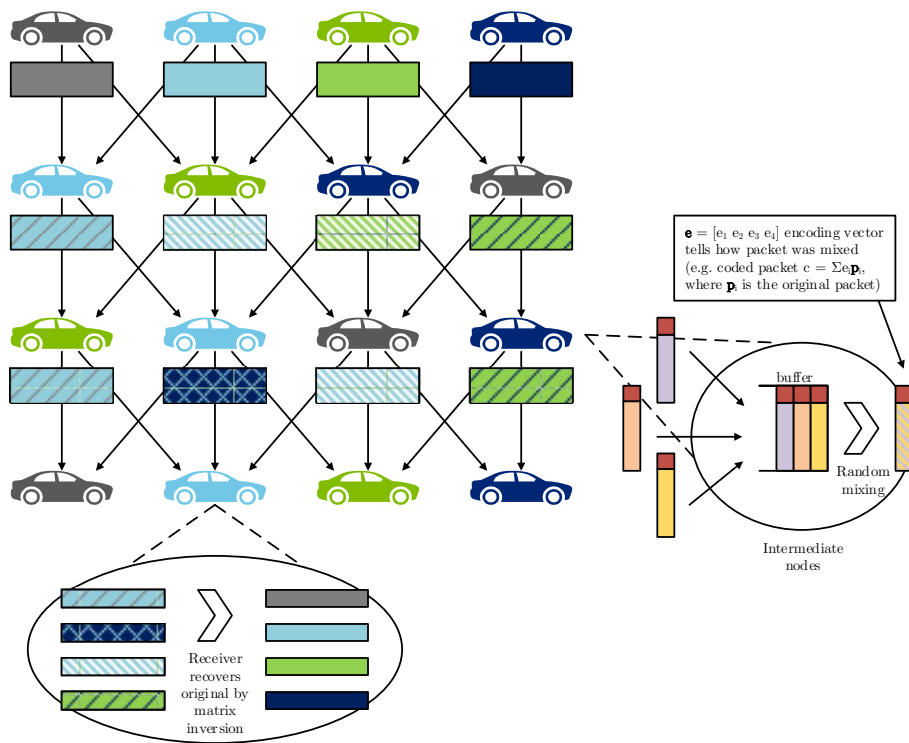 𝐞 = [e₁ e₂ e₃ e₄] encoding vector
tells how packet was mixed
(e.g. coded packet c = Σeᵢ𝐩ᵢ,
where 𝐩ᵢ is the original packet)
buffer
Random
mixing
Intermediate
nodes
Receiver
recovers
original by
matrix
inversion